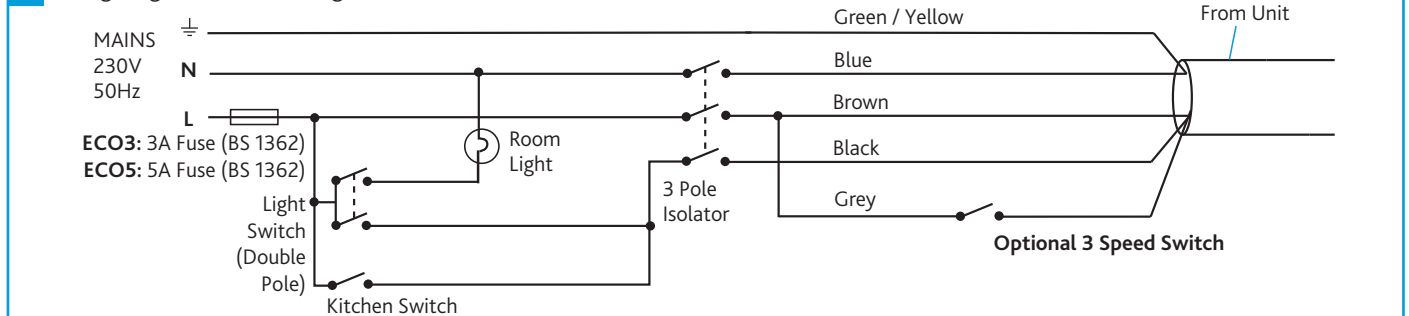 Green / Yellow
From Unit
MAINS
230V
50Hz
N
Blue
L
Brown
ECO3: 3A Fuse (BS 1362)
ECO5: 5A Fuse (BS 1362)
Room
Light
Black
Light
Switch
(Double
Pole)
3 Pole
Isolator
Grey
Optional 3 Speed Switch
Kitchen Switch